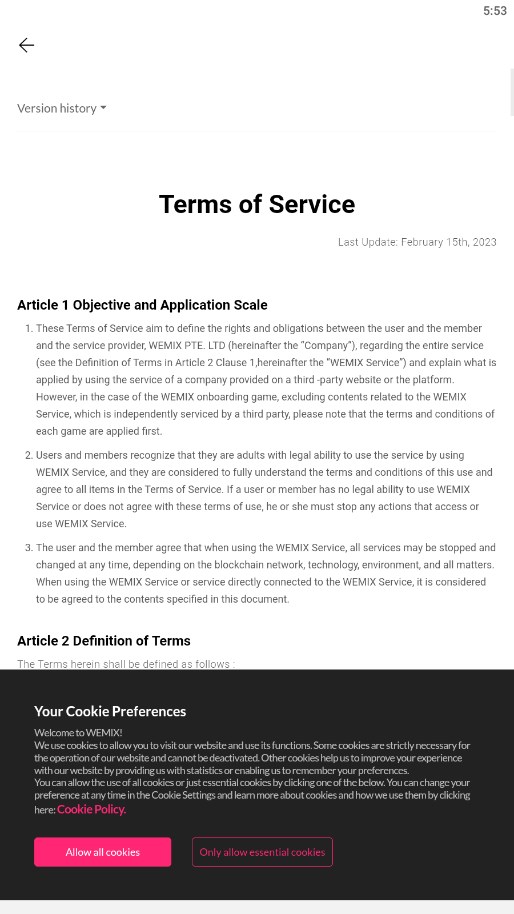 5:53
Version history
Terms of Service
Last Update: February 15th, 2023
Article 1 Objective and Application Scale
1. These Terms of Service aim to define the rights and obligations between the user and the member
and the service provider, WEMIX PTE. LTD (hereinafter the “Company”), regarding the entire service
(see the Definition of Terms in Article 2 Clause 1,hereinafter the “WEMIX Service”) and explain what is
applied by using the service of a company provided on a third -party website or the platform.
However, in the case of the WEMIX onboarding game, excluding contents related to the WEMIX
Service, which is independently serviced by a third party, please note that the terms and conditions of
each game are applied first.
2. Users and members recognize that they are adults with legal ability to use the service by using
WEMIX Service, and they are considered to fully understand the terms and conditions of this use and
agree to all items in the Terms of Service. If a user or member has no legal ability to use WEMIX
Service or does not agree with these terms of use, he or she must stop any actions that access or
use WEMIX Service.
3. The user and the member agree that when using the WEMIX Service, all services may be stopped and
changed at any time, depending on the blockchain network, technology, environment, and all matters.
When using the WEMIX Service or service directly connected to the WEMIX Service, it is considered
to be agreed to the contents specified in this document.
Article 2 Definition of Terms
The Terms herein shall be defined as follows :
Your Cookie Preferences
Welcome to WEMIX!
We use cookies to allow you to visit our website and use its functions. Some cookies are strictly necessary for
the operation of our website and cannot be deactivated. Other cookies help us to improve your experience
with our website by providing us with statistics or enabling us to remember your preferences.
You can allow the use of all cookies or just essential cookies by clicking one of the below. You can change your
preference at any time in the Cookie Settings and learn more about cookies and how we use them by clicking
here: Cookie Policy.
Allow all cookies
Only allow essential cookies